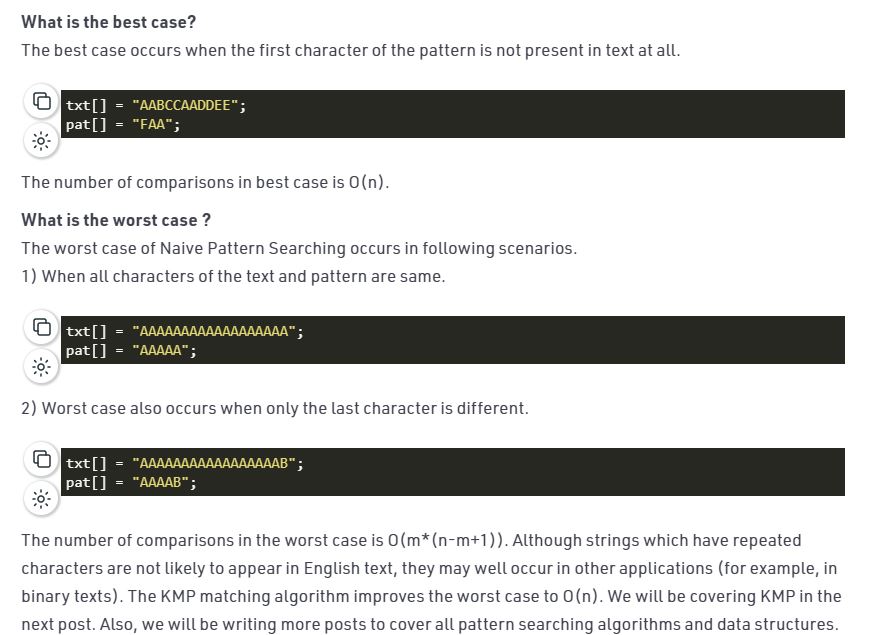 What is the best case?
The best case occurs when the first character of the pattern is not present in text at all.
txt[] = "AABCCAADDEE";
pat[] = "FAA";
The number of comparisons in best case is O(n).
What is the worst case ?
The worst case of Naive Pattern Searching occurs in following scenarios.
1) When all characters of the text and pattern are same.
txt[] = "AAAAAAAAAAAAAAAAAA";
pat[] = "AAAAA";
2) Worst case also occurs when only the last character is different.
txt[] = "AAAAAAAAAAAAAAAAAB";
pat[] = "AAAAB";
The number of comparisons in the worst case is O(m*(n-m+1)). Although strings which have repeated
characters are not likely to appear in English text, they may well occur in other applications (for example, in
binary texts). The KMP matching algorithm improves the worst case to O(n). We will be covering KMP in the
next post. Also, we will be writing more posts to cover all pattern searching algorithms and data structures.